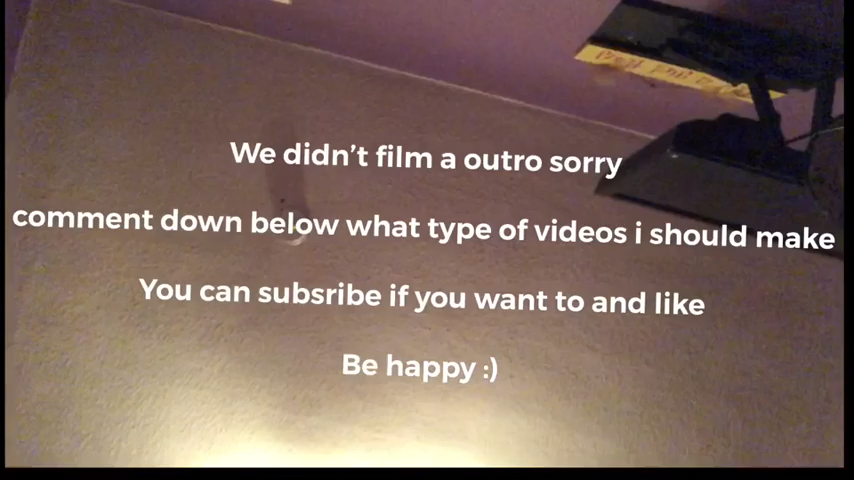 We didn't film a outro sorry
comment down below what type of videos i should make
You can subsribe if you want to and like
Be happy :)